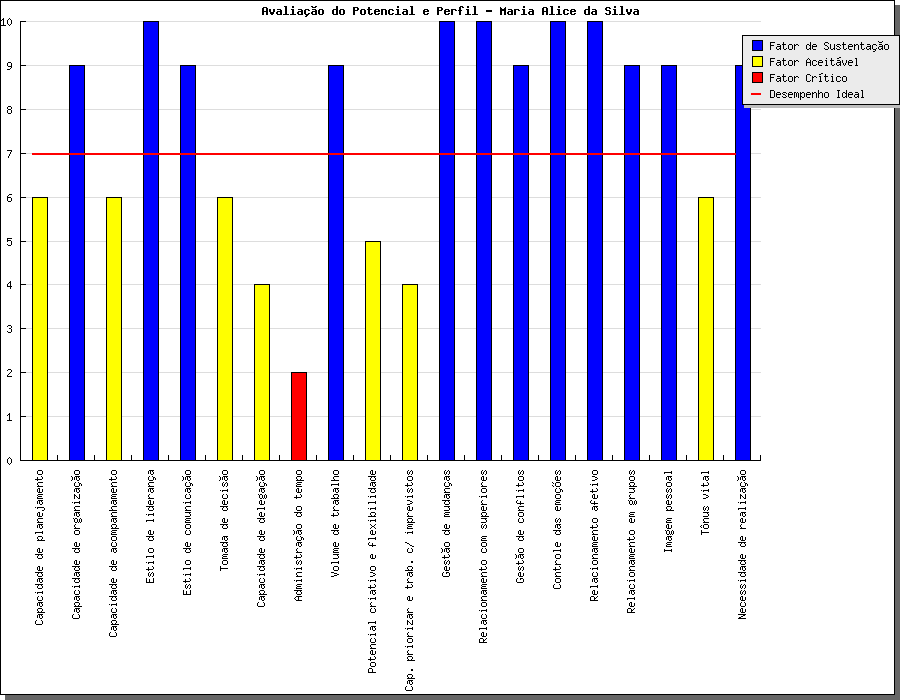 Avaliação do Potencial e Perfil - Maria Alice da Silva
Fator de Sustentação
Fator Aceitável
Fator Crítico
Desempenho Ideal
10
9
8
7
6
5
4
3
2
1
0
Capacidade de planejamento
Capacidade de organização
Capacidade de acompanhamento
Estilo de liderança
Estilo de comunicação
Tomada de decisão
Capacidade de delegação
Administração do tempo
Volume de trabalho
Potencial criativo e flexibilidade
Cap. priorizar e trab. c/ imprevistos
Gestão de mudanças
Relacionamento com superiores
Gestão de conflitos
Controle das emoções
Relacionamento afetivo
Relacionamento em grupos
Imagem pessoal
Tônus vital
Necessidade de realização